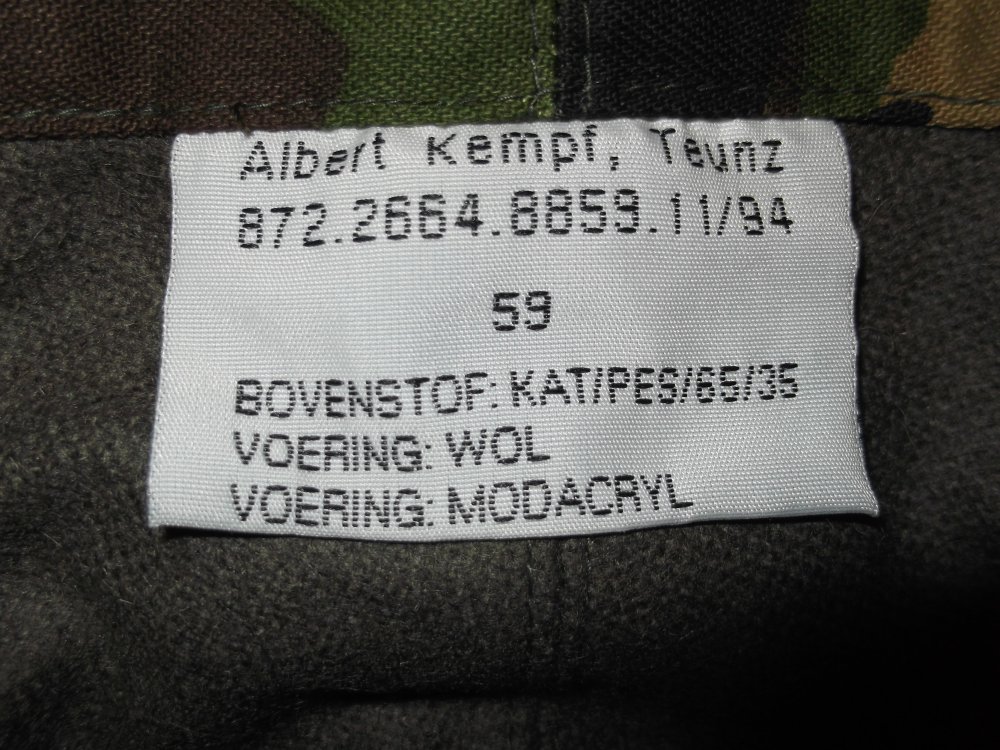 Albert Kempf, Teunz
872.2664.8859.11/94
59
BOVENSTOF: KAT/PES/65/35
VOERING: WOL
VOERING: MODACRYL